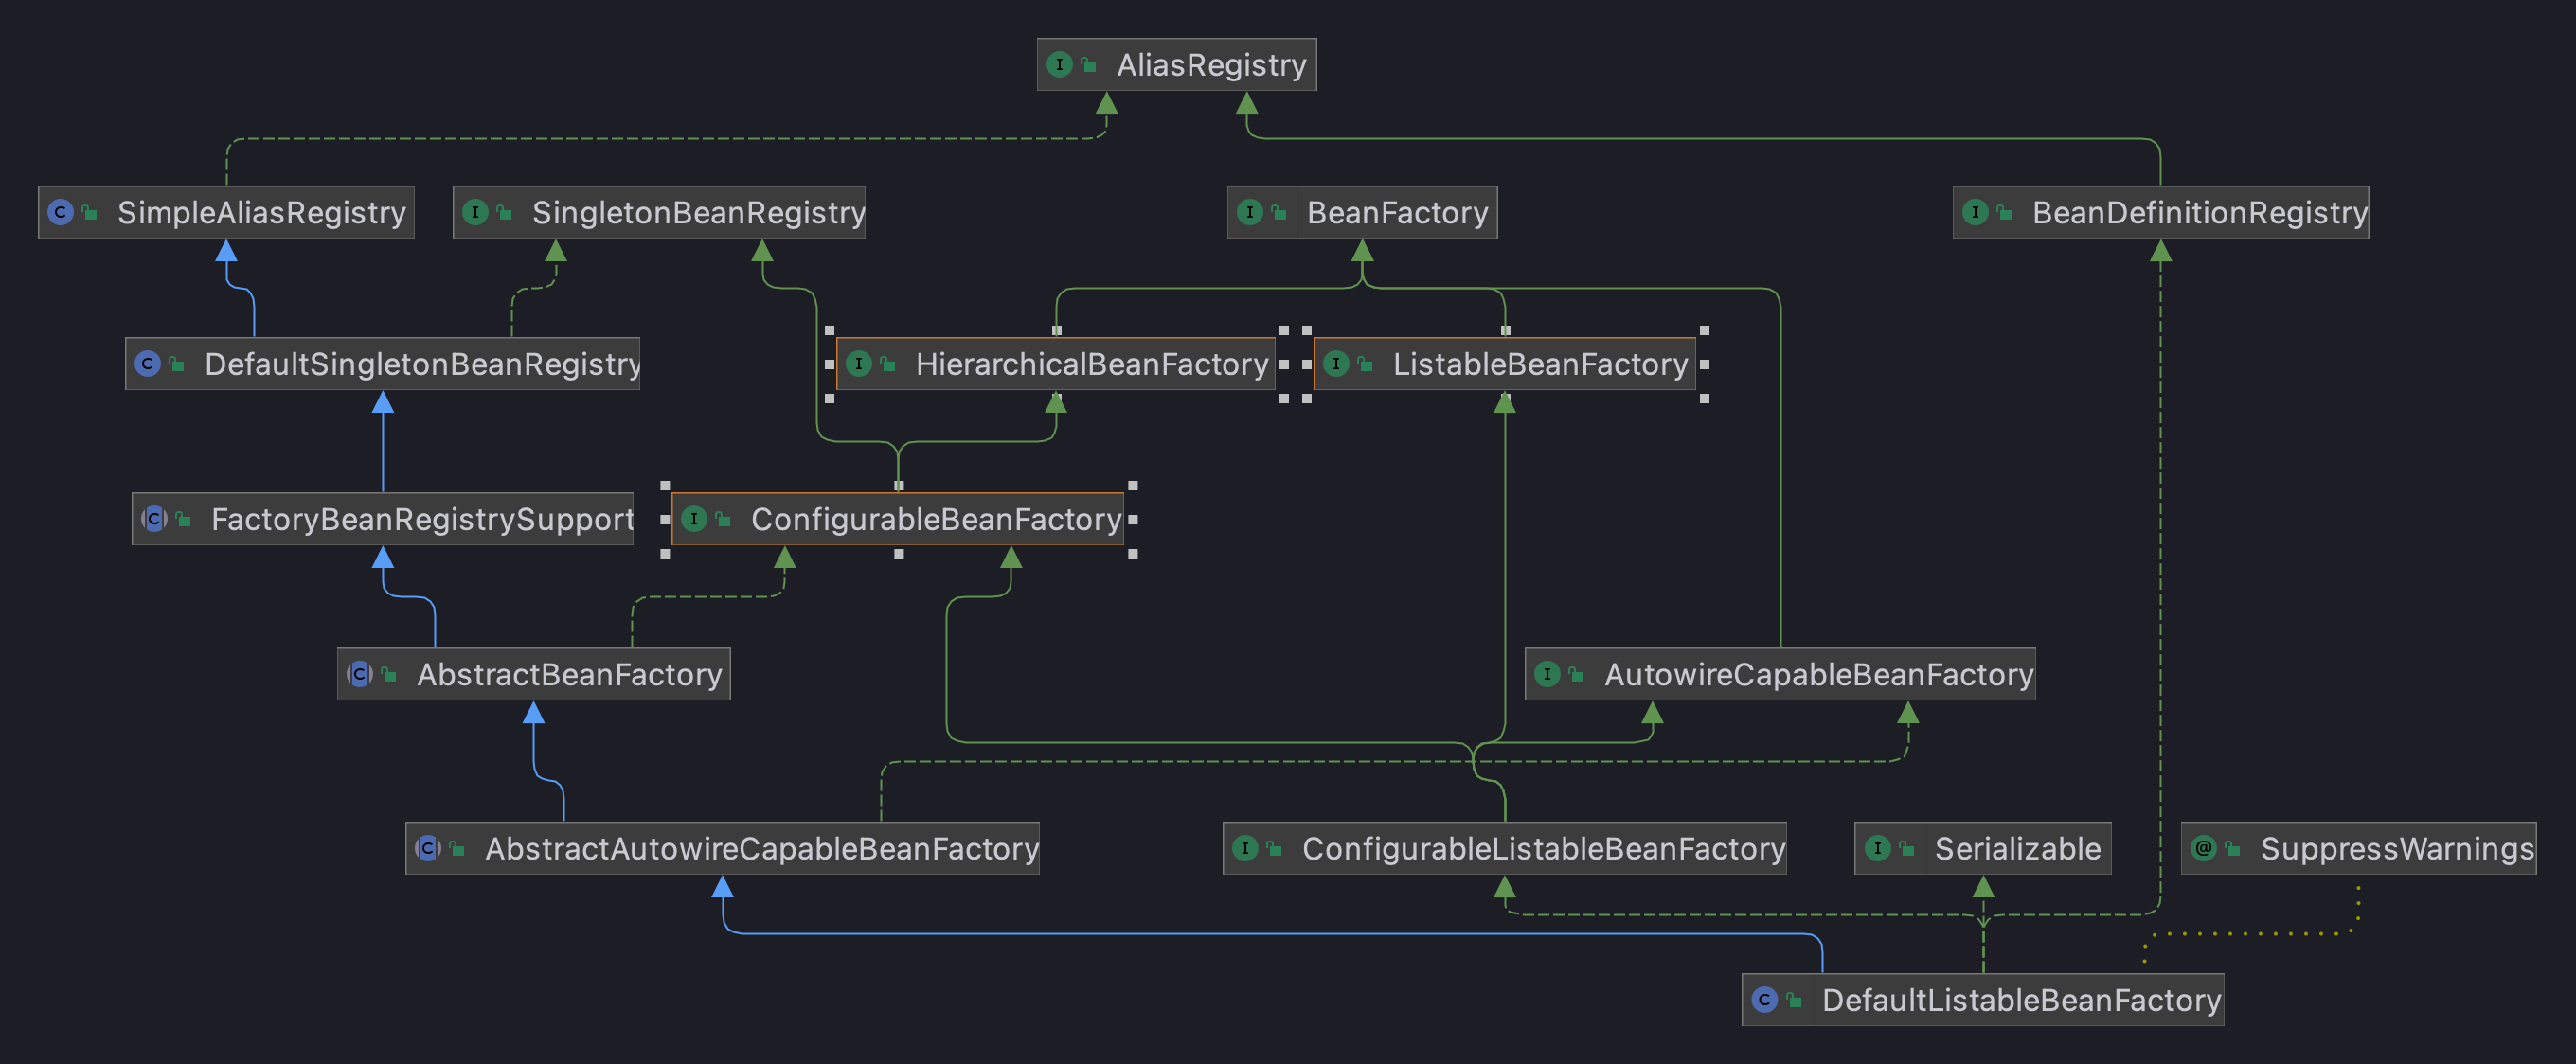 AliasRegistry
SimpleAliasRegistry
SingletonBeanRegistry
BeanFactory
BeanDefinitionRegistry
DefaultSingletonBeanRegistry
HierarchicalBeanFactory
ListableBeanFactory
FactoryBeanRegistrySupport
ConfigurableBeanFactory
AbstractBeanFactory
AutowireCapableBeanFactory
AbstractAutowireCapableBeanFactory
ConfigurableListableBeanFactory
Serializable
SuppressWarnings
DefaultListableBeanFactory